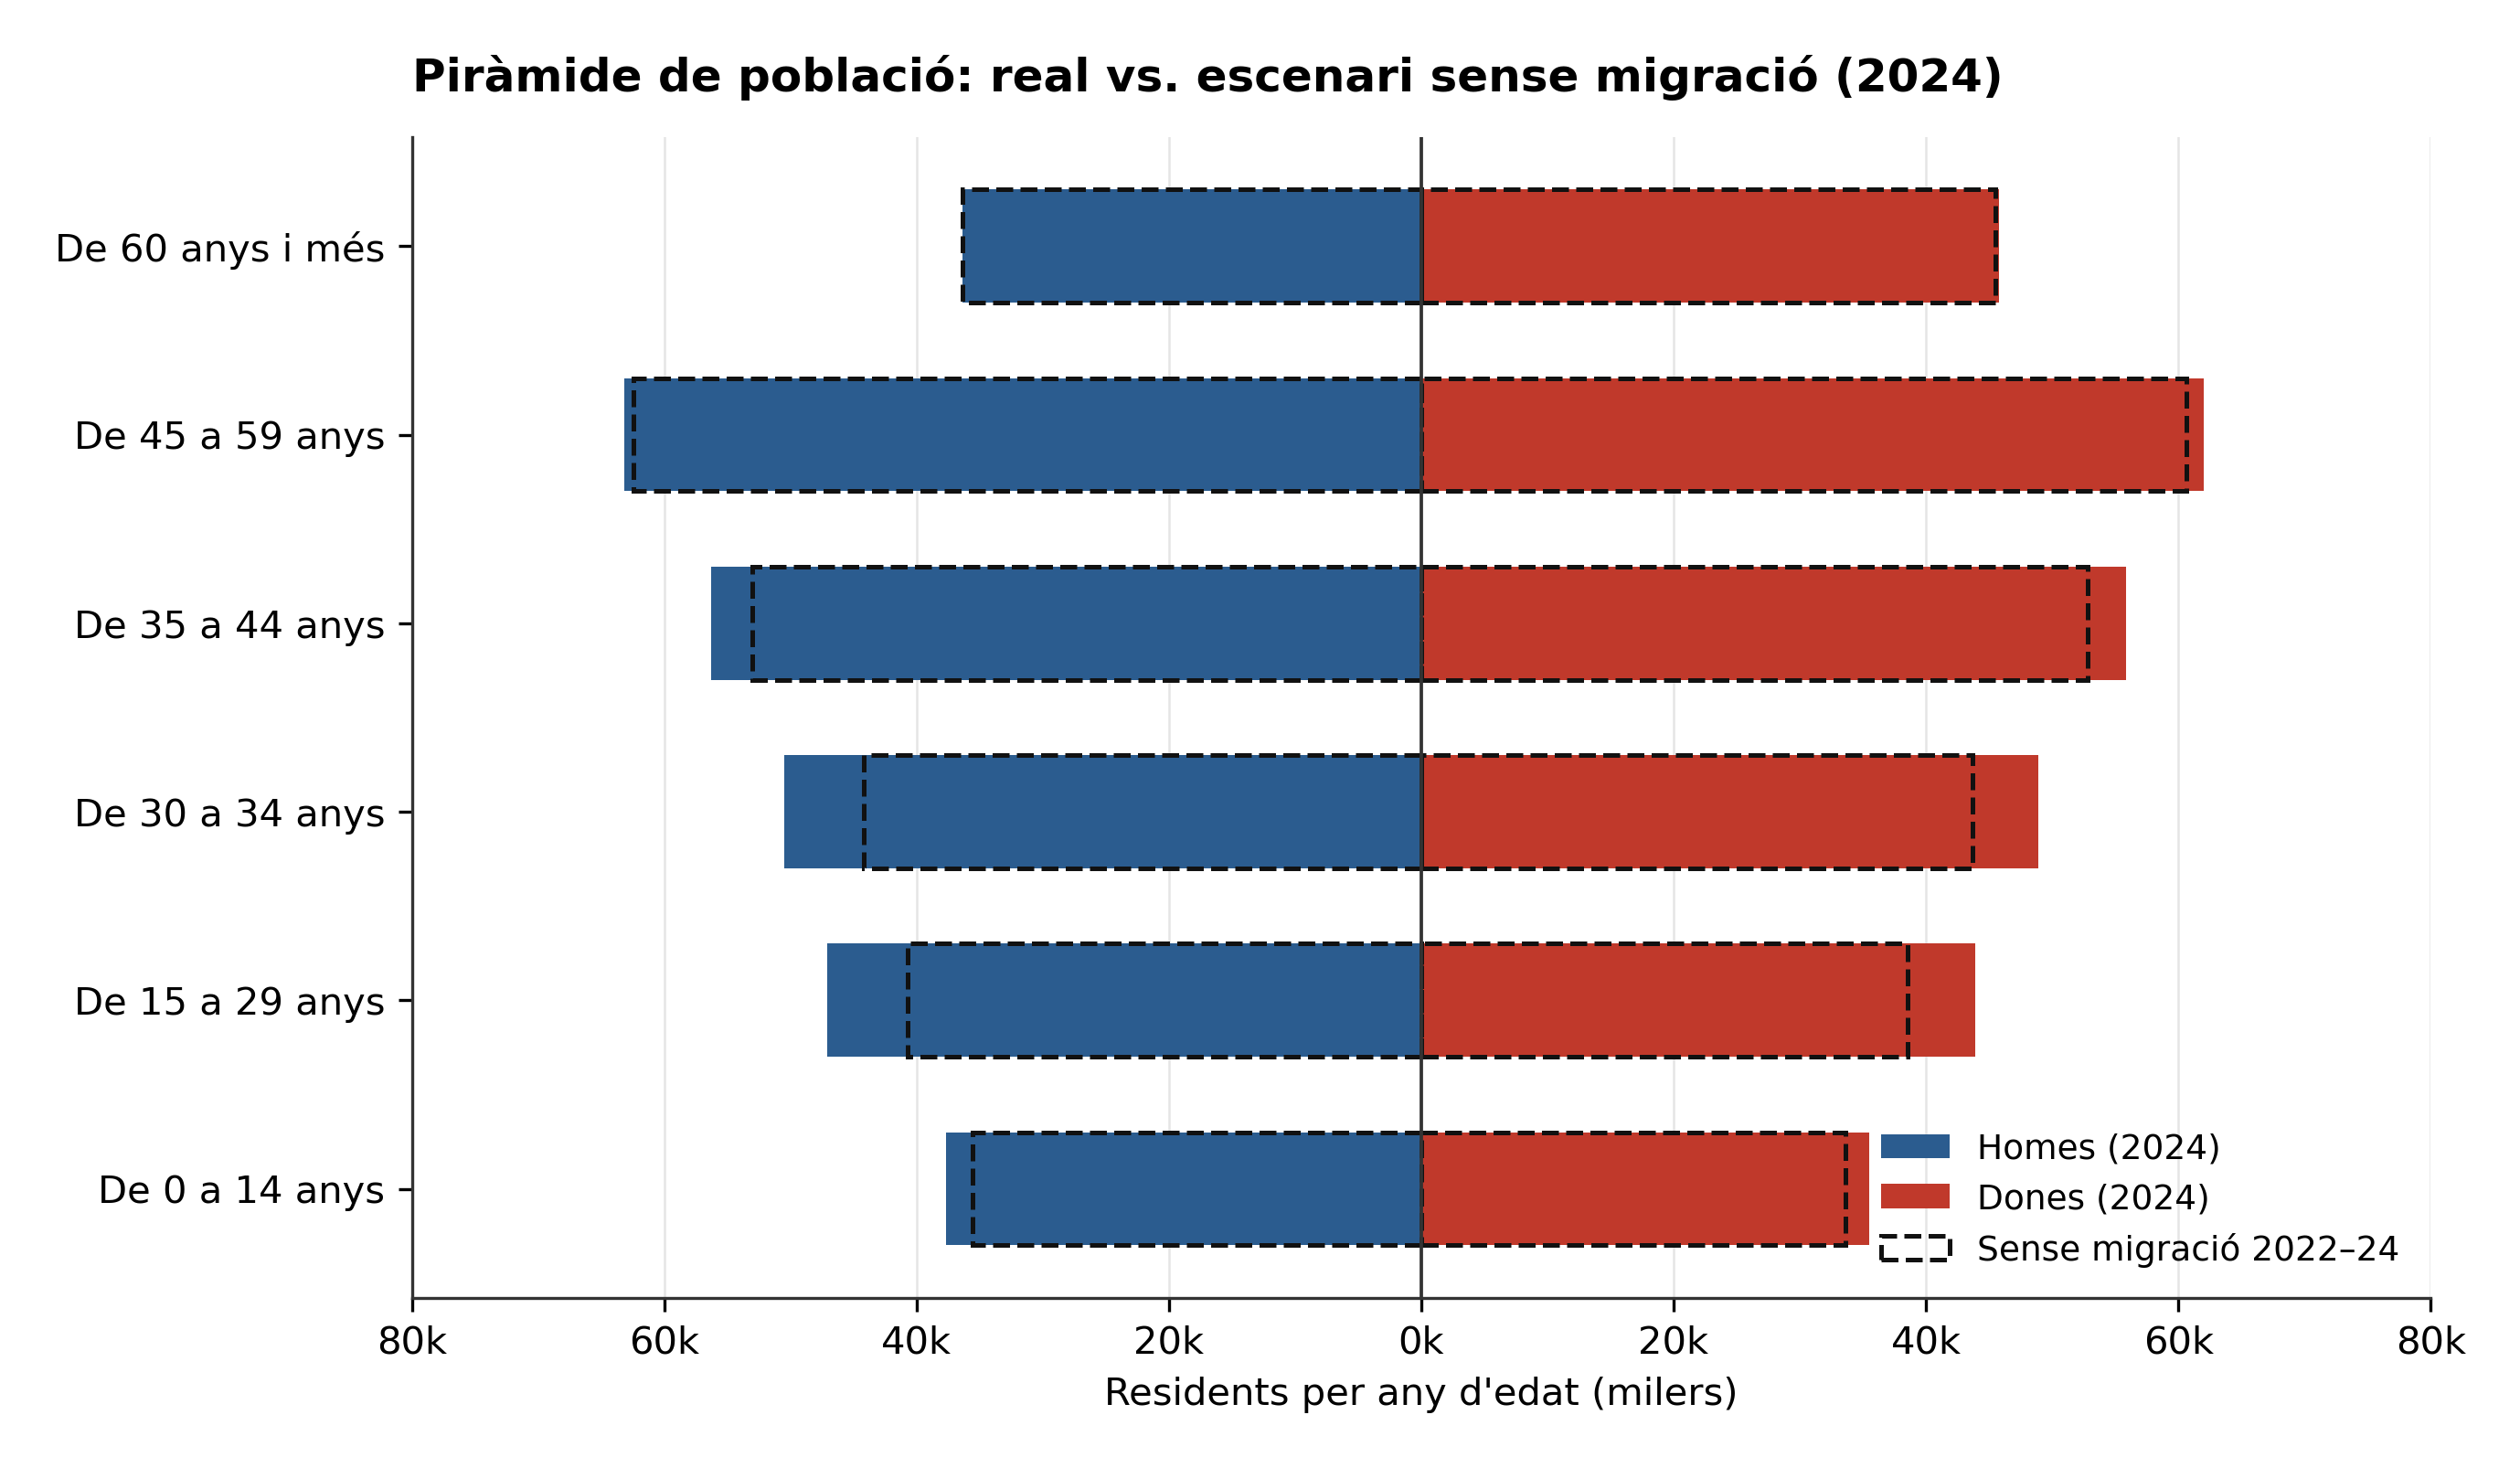 Piràmide de població: real vs. escenari sense migració (2024)
De 60 anys i més
De 45 a 59 anys
De 35 a 44 anys
De 30 a 34 anys
De 15 a 29 anys
De 0 a 14 anys
Homes (2024)
Dones (2024)
Sense migració 2022–24
80k 60k 40k 20k 0k 20k 40k 60k 80k
Residents per any d'edat (milers)